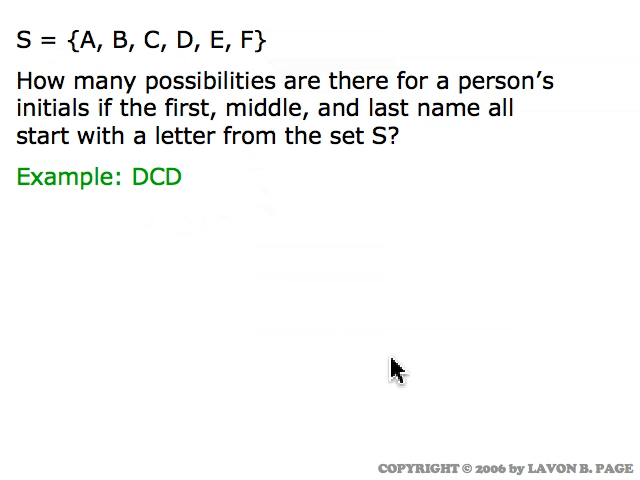 S = {A, B, C, D, E, F}
How many possibilities are there for a person’s
initials if the first, middle, and last name all
start with a letter from the set S?
Example: DCD
COPYRIGHT © 2006 by LAVON B. PAGE